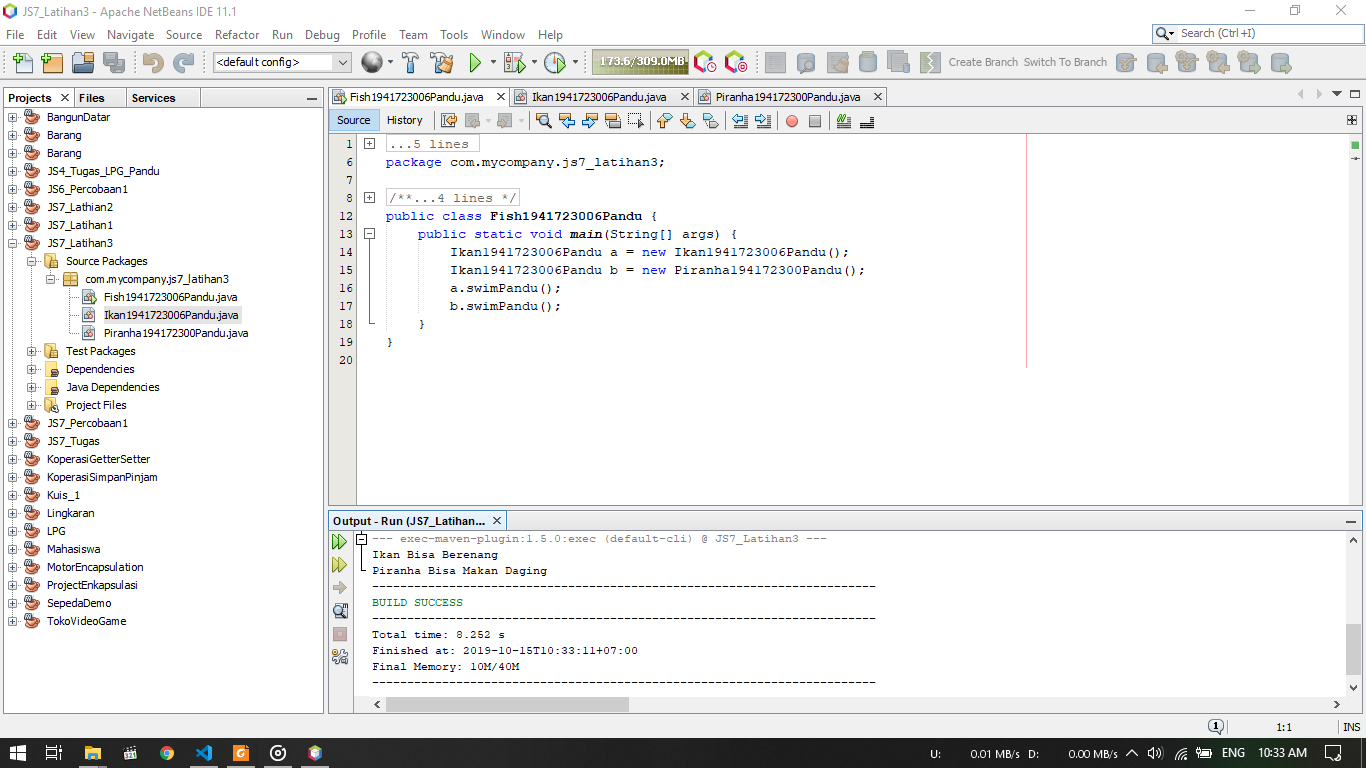 JS7_Latihan3 - Apache NetBeans IDE 11.1
File Edit View Navigate Source Refactor Run Debug Profile Team Tools Window Help
Search (Ctrl+I)
<default config>
173.6/309.0MB
Create Branch Switch To Branch
Projects Files Services
BangunDatar
Barang
Barang
JS4_Tugas_LPG_Pandu
JS6_Percobaan1
JS7_Lathian2
JS7_Latihan1
JS7_Latihan3
Source Packages
com.mycompany.js7_latihan3
Fish1941723006Pandu.java
Ikan1941723006Pandu.java
Piranha194172300Pandu.java
Test Packages
Dependencies
Java Dependencies
Project Files
JS7_Percobaan1
JS7_Tugas
KoperasiGetterSetter
KoperasiSimpanPinjam
Kuis_1
Lingkaran
LPG
Mahasiswa
MotorEncapsulation
ProjectEnkapsulasi
SepedaDemo
TokoVideoGame
Fish1941723006Pandu.java Ikan1941723006Pandu.java Piranha194172300Pandu.java
Source History
1 ...5 lines
6 package com.mycompany.js7_latihan3;
7
8 /**...4 lines */
12 public class Fish1941723006Pandu {
13 public static void main(String[] args) {
14 Ikan1941723006Pandu a = new Ikan1941723006Pandu();
15 Ikan1941723006Pandu b = new Piranha194172300Pandu();
16 a.swimPandu();
17 b.swimPandu();
18 }
19 }
20
Output - Run (JS7_Latihan...
--- exec-maven-plugin:1.5.0:exec (default-cli) @ JS7_Latihan3 ---
Ikan Bisa Berenang
Piranha Bisa Makan Daging
------------------------------------------------------------------------
BUILD SUCCESS
------------------------------------------------------------------------
Total time: 8.252 s
Finished at: 2019-10-15T10:33:11+07:00
Final Memory: 10M/40M
------------------------------------------------------------------------
1 1:1 INS
U: 0.01 MB/s D: 0.00 MB/s ENG 10:33 AM